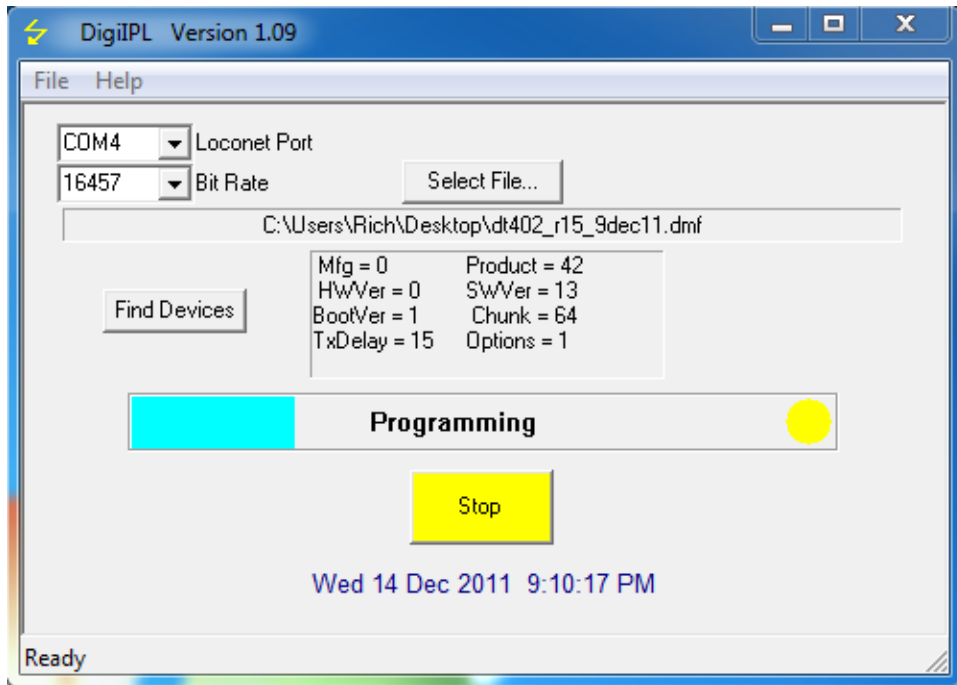 DigiIPL Version 1.09
File Help
COM4 Loconet Port
16457 Bit Rate Select File...
C:\Users\Rich\Desktop\dt402_r15_9dec11.dmf
Find Devices
Mfg = 0 Product = 42
HWVer = 0 SWVer = 13
BootVer = 1 Chunk = 64
TxDelay = 15 Options = 1
Programming
Stop
Wed 14 Dec 2011 9:10:17 PM
Ready